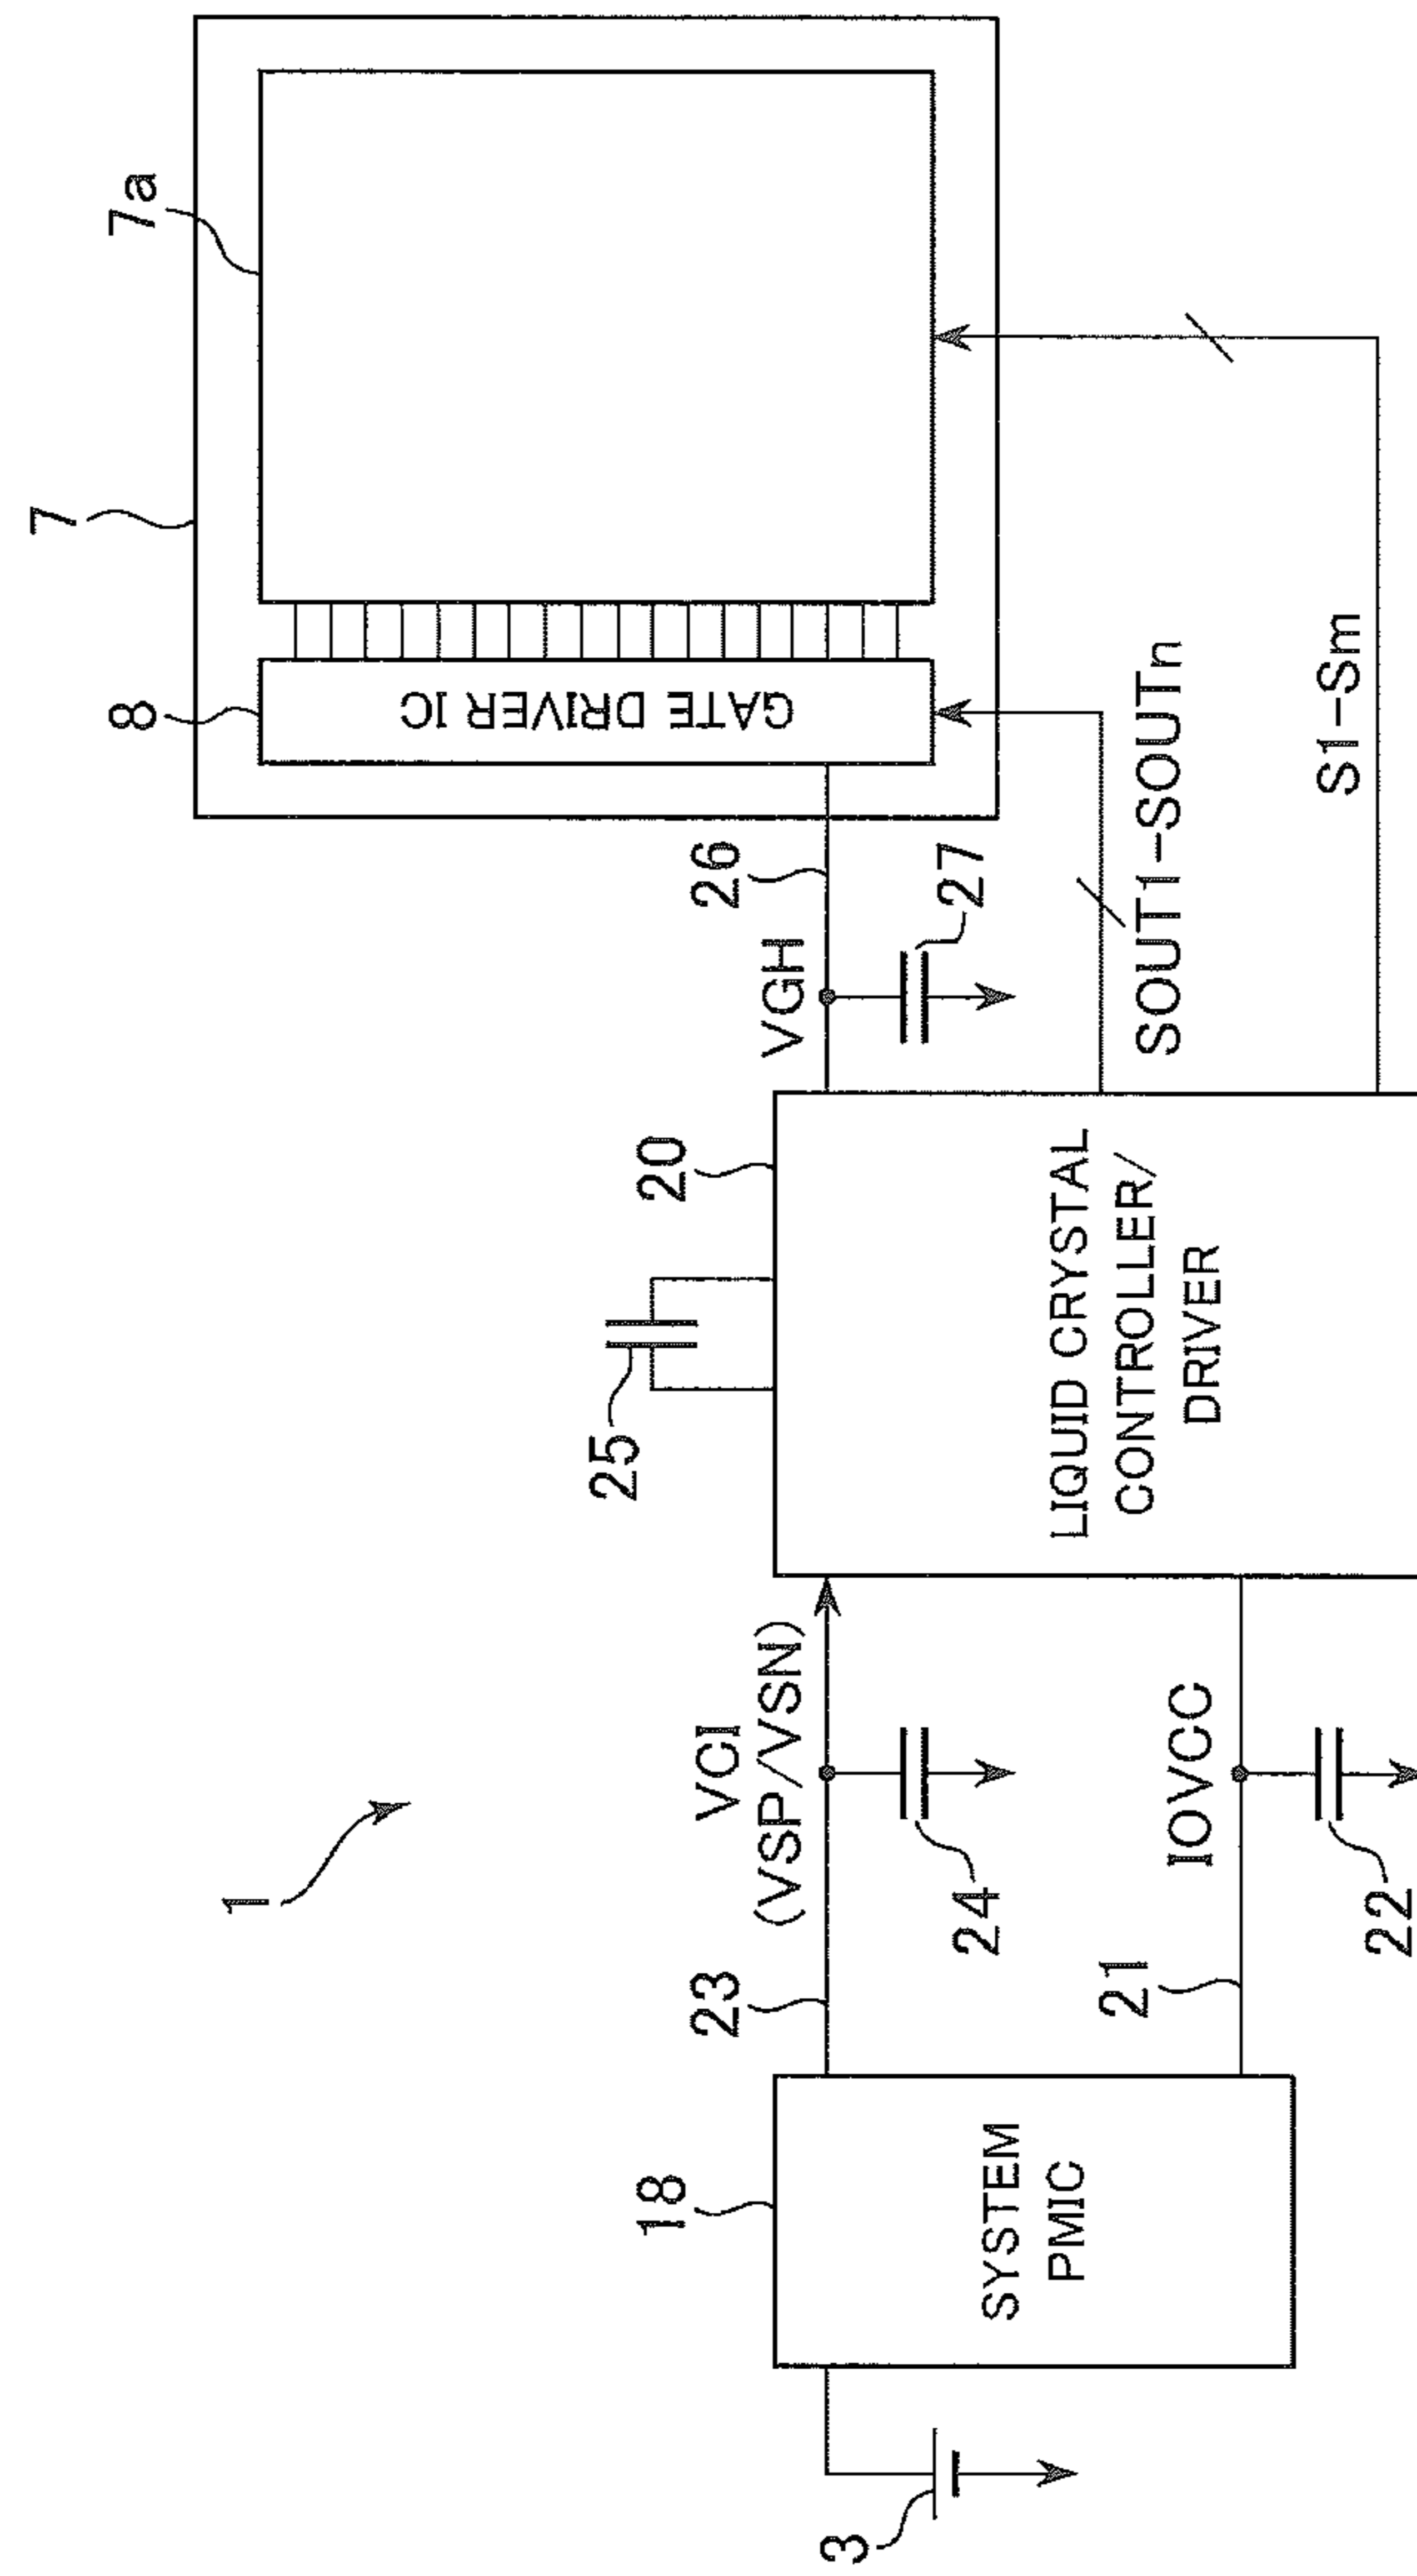 1
7
7a
8
GATE DRIVER IC
26
VGH
27
20
25
LIQUID CRYSTAL
CONTROLLER/
DRIVER
SOUT1-SOUTn
S1-Sm
VCI
(VSP/VSN)
23
24
IOVCC
21
22
18
SYSTEM
PMIC
3